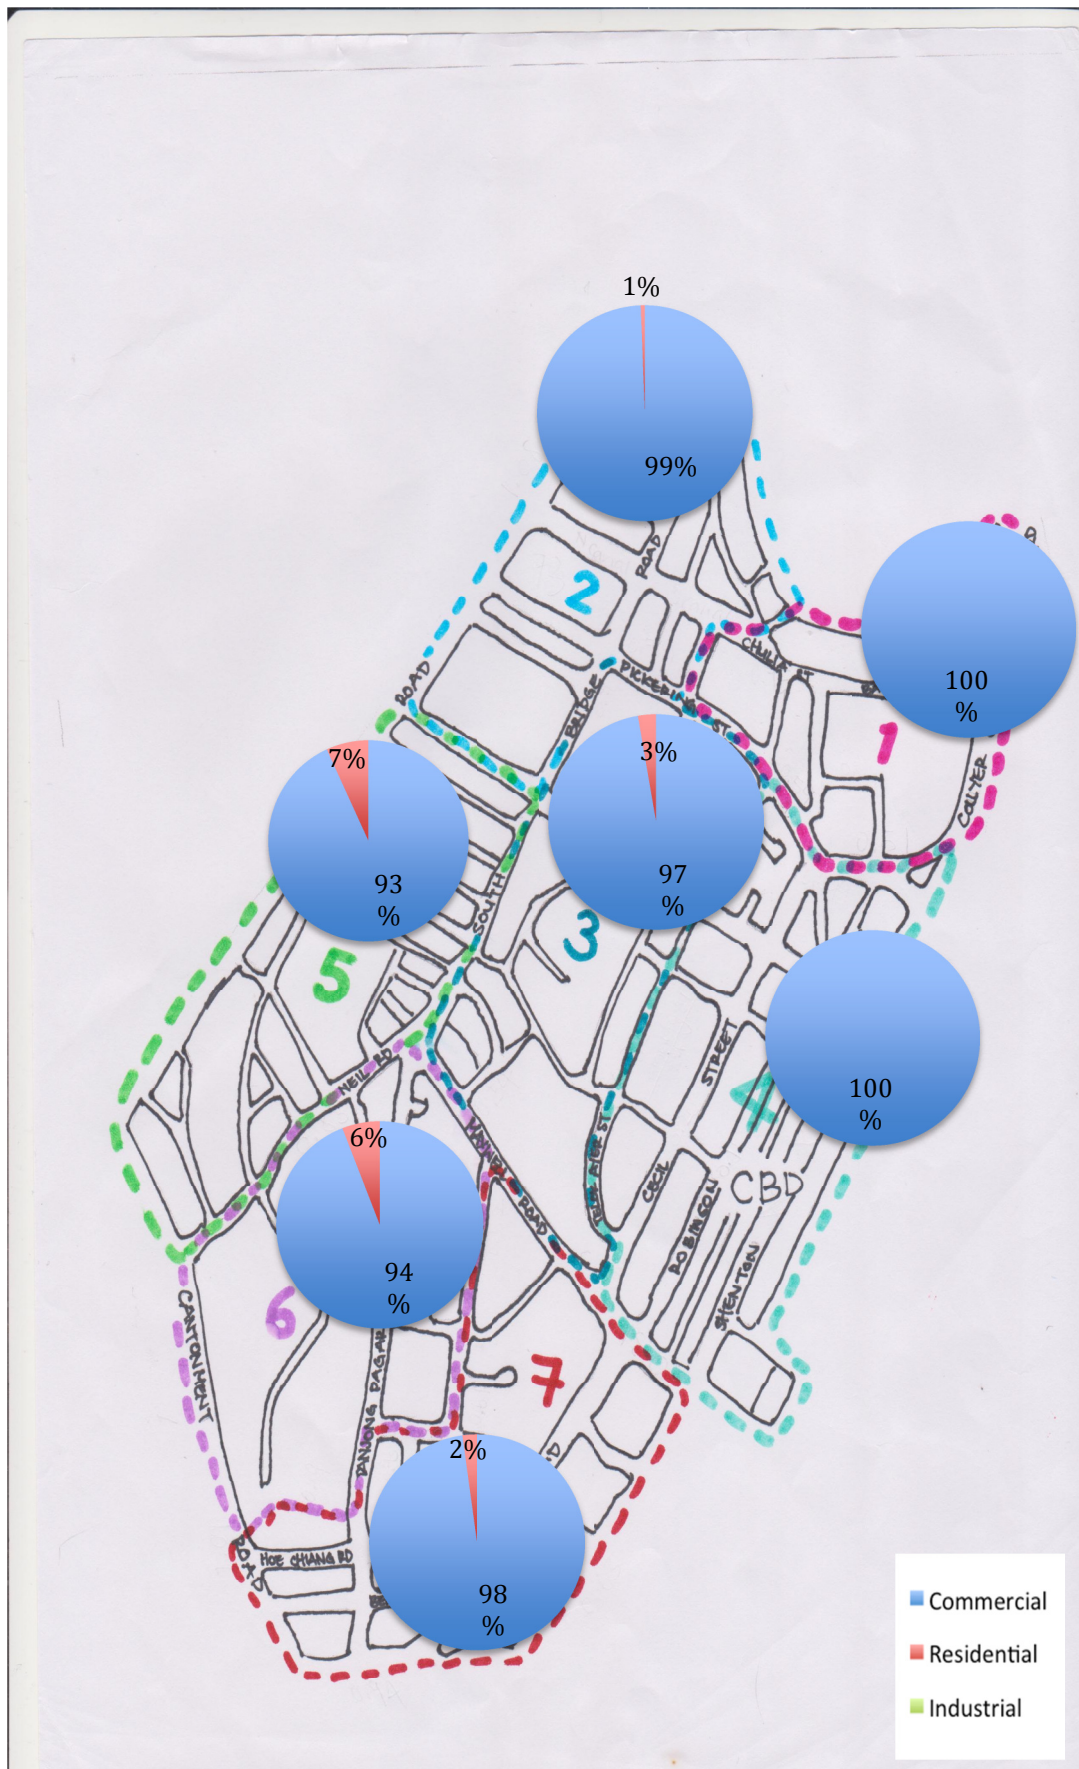 1%
99%
2
ROAD
CHULIA ST
100
%
ROAD
PICKERING ST
BRIDGE
1
7%
3%
COLLYER
93
%
97
%
SOUTH
3
5
NEIL RD
STREET
4
100
%
6%
MAXWELL ROAD
CECIL
CBD
ROBINSON
94
%
6
SHENTON
CANTONMENT
TANJONG PAGAR
7
2%
ROAD
HOE CHIANG RD
98
%
Commercial
Residential
Industrial